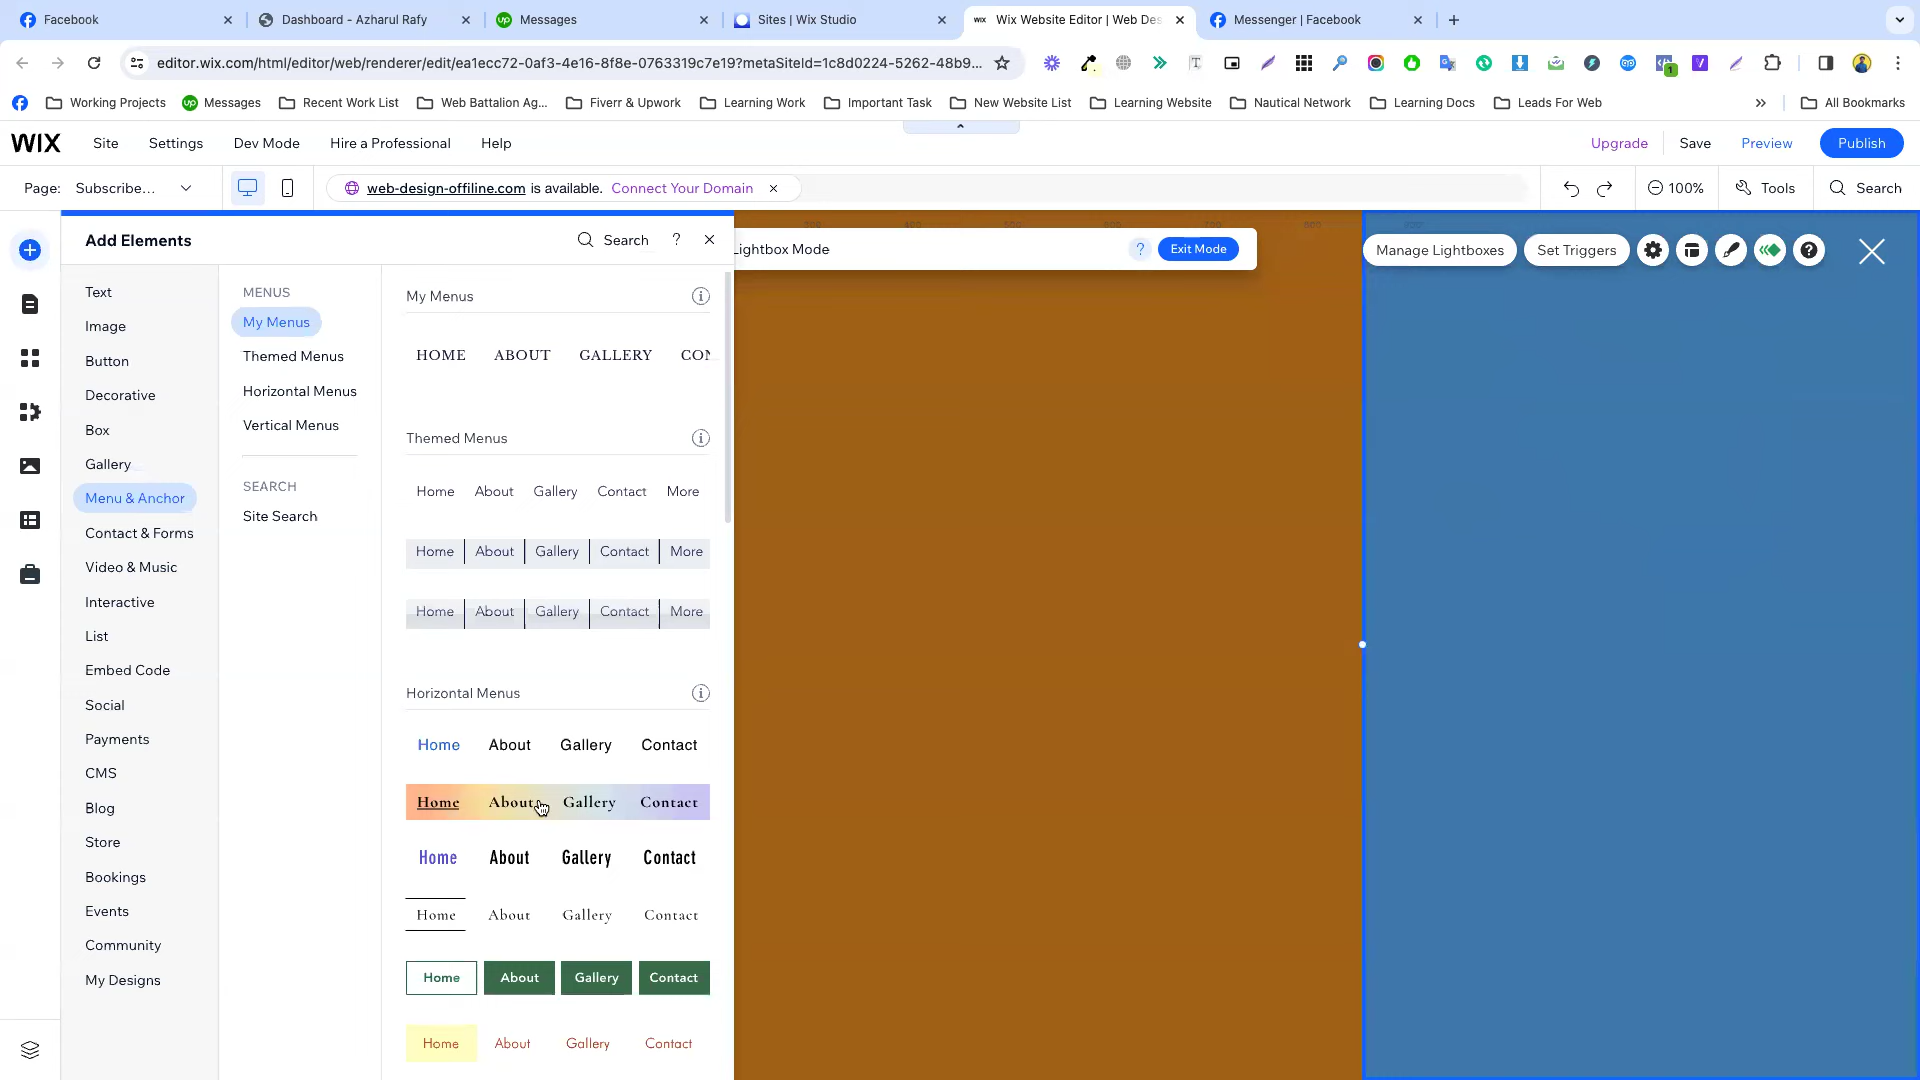 Facebook
Dashboard - Azharul Rafy
up Messages
Sites | Wix Studio
WIX Wix Website Editor | Web Des
Messenger | Facebook
editor.wix.com/html/editor/web/renderer/edit/ea1ecc72-0af3-4e16-8f8e-0763319c7e19?metaSiteId=1c8d0224-5262-48b9...
Working Projects
up Messages
Recent Work List
Web Battalion Ag...
Fiverr & Upwork
Learning Work
Important Task
New Website List
Learning Website
Nautical Network
Learning Docs
Leads For Web
All Bookmarks
WIX
Site
Settings
Dev Mode
Hire a Professional
Help
Upgrade
Save
Preview
Publish
Page: Subscribe...
web-design-offiline.com is available. Connect Your Domain
100%
Tools
Search
Add Elements
Search
?
Lightbox Mode
?
Exit Mode
Manage Lightboxes
Set Triggers
Text
Image
Button
Decorative
Box
Gallery
Menu & Anchor
Contact & Forms
Video & Music
Interactive
List
Embed Code
Social
Payments
CMS
Blog
Store
Bookings
Events
Community
My Designs
MENUS
My Menus
Themed Menus
Horizontal Menus
Vertical Menus
SEARCH
Site Search
My Menus
HOME ABOUT GALLERY CON
Themed Menus
Home About Gallery Contact More
Home About Gallery Contact More
Home About Gallery Contact More
Horizontal Menus
Home About Gallery Contact
Home About Gallery Contact
Home About Gallery Contact
Home About Gallery Contact
Home About Gallery Contact
Home About Gallery Contact